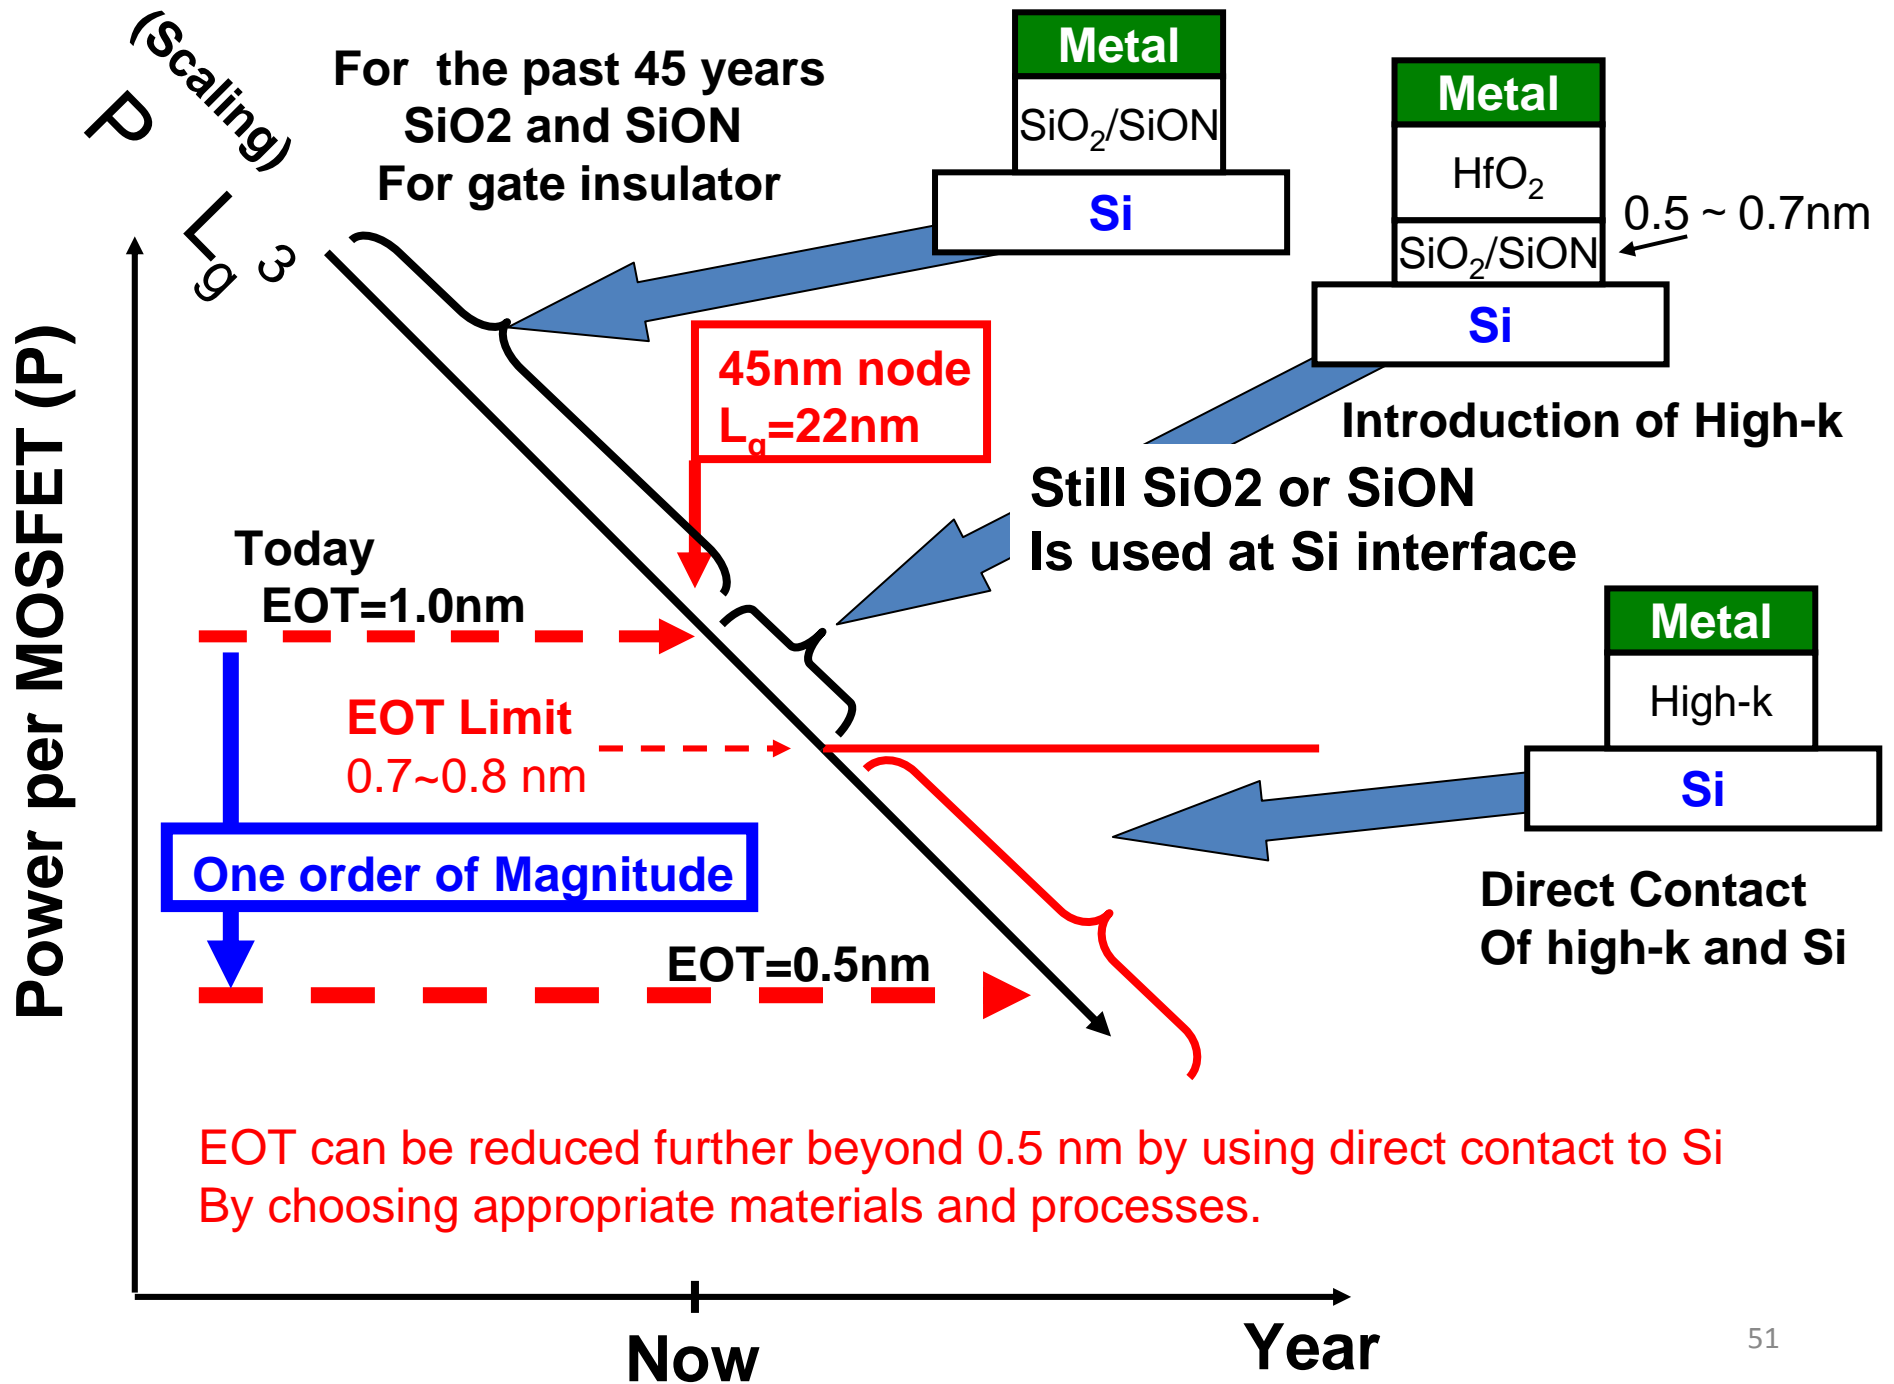 (Scaling)
P
Lg 3
For the past 45 years
SiO2 and SiON
For gate insulator
Metal
SiO2/SiON
Si
Metal
HfO2
SiO2/SiON
Si
0.5 ~ 0.7nm
Introduction of High-k
45nm node
Lg=22nm
Still SiO2 or SiON
Is used at Si interface
Today
EOT=1.0nm
EOT Limit
0.7~0.8 nm
One order of Magnitude
EOT=0.5nm
Metal
High-k
Si
Direct Contact
Of high-k and Si
Power per MOSFET (P)
EOT can be reduced further beyond 0.5 nm by using direct contact to Si
By choosing appropriate materials and processes.
Now
Year
51